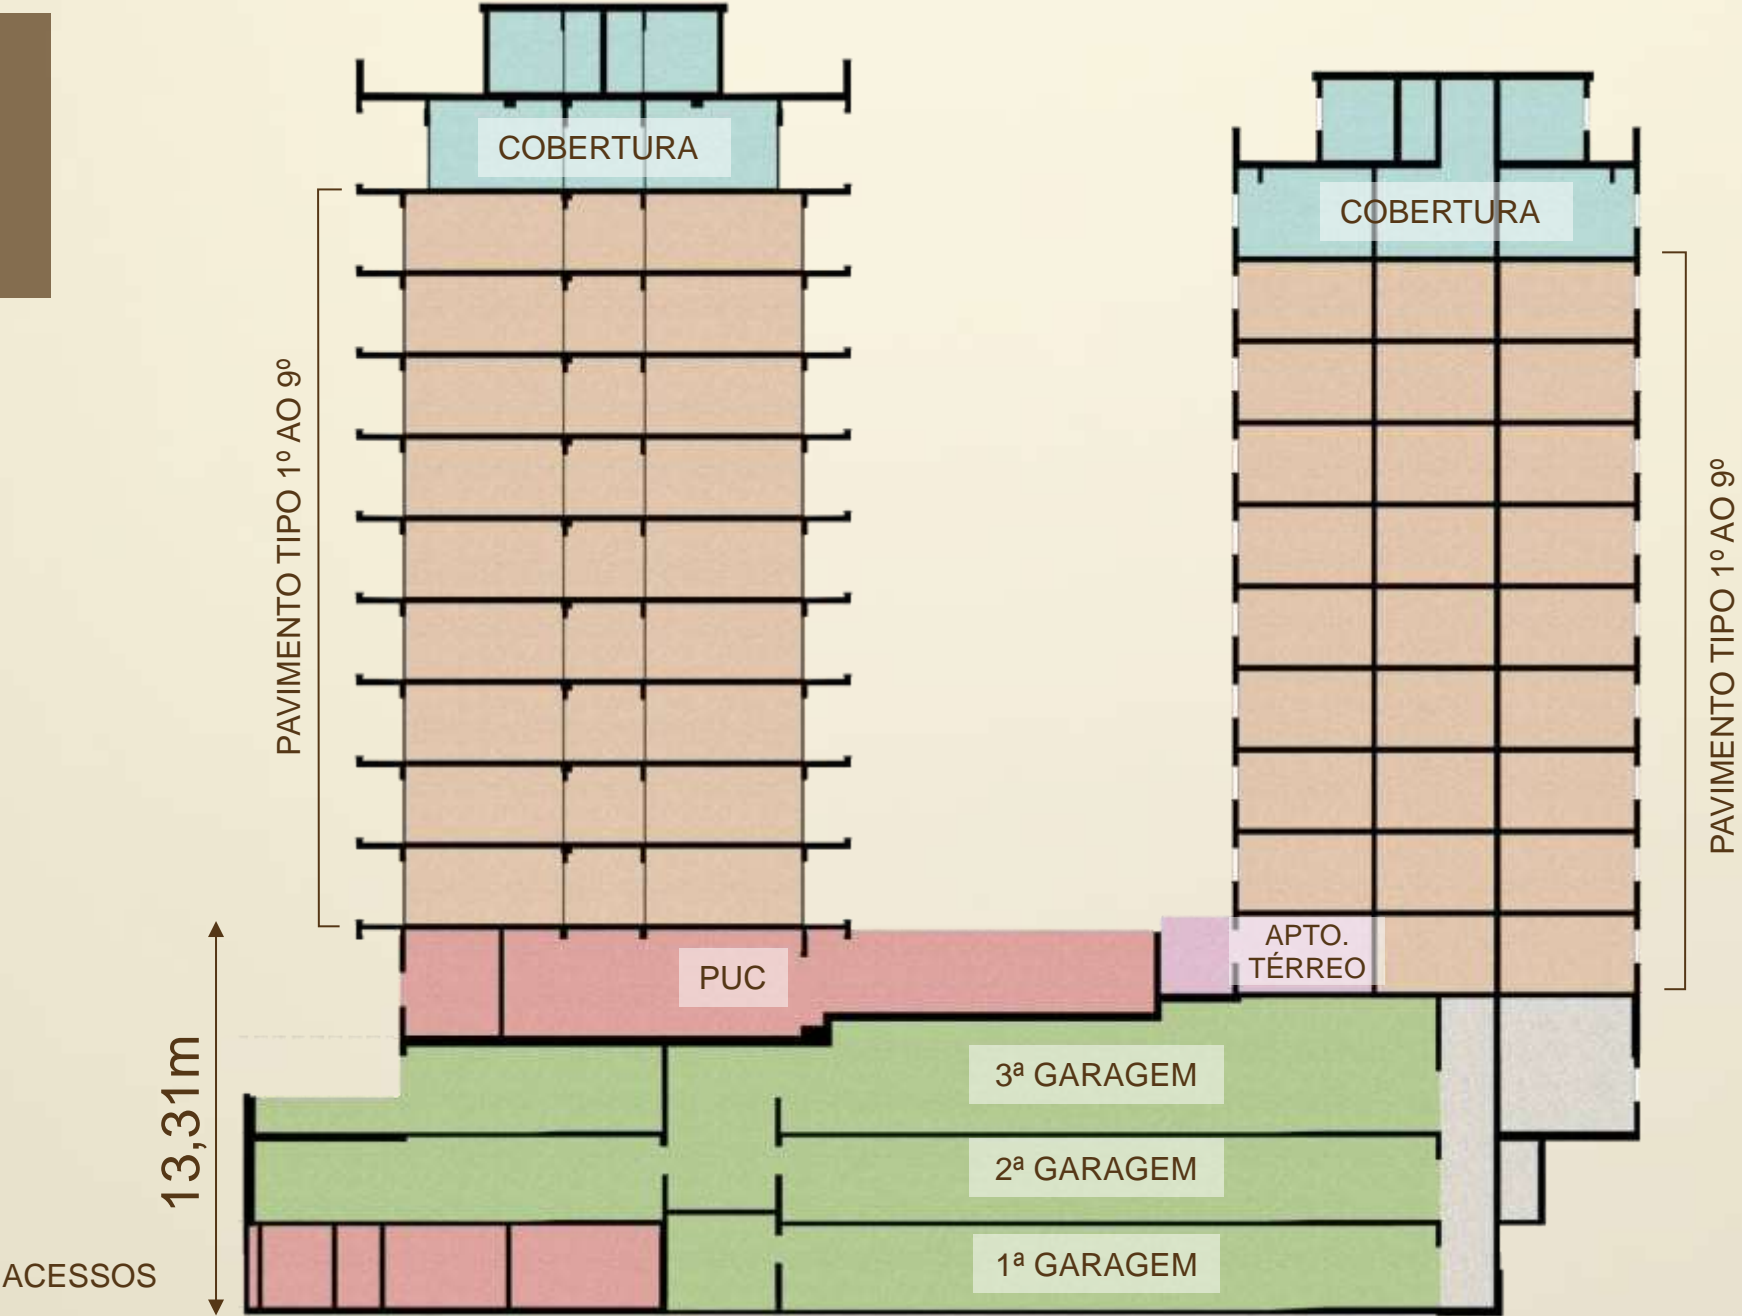 COBERTURA
COBERTURA
PAVIMENTO TIPO 1º AO 9º
PAVIMENTO TIPO 1º AO 9º
APTO.
TÉRREO
PUC
13,31m
3ª GARAGEM
2ª GARAGEM
1ª GARAGEM
ACESSOS